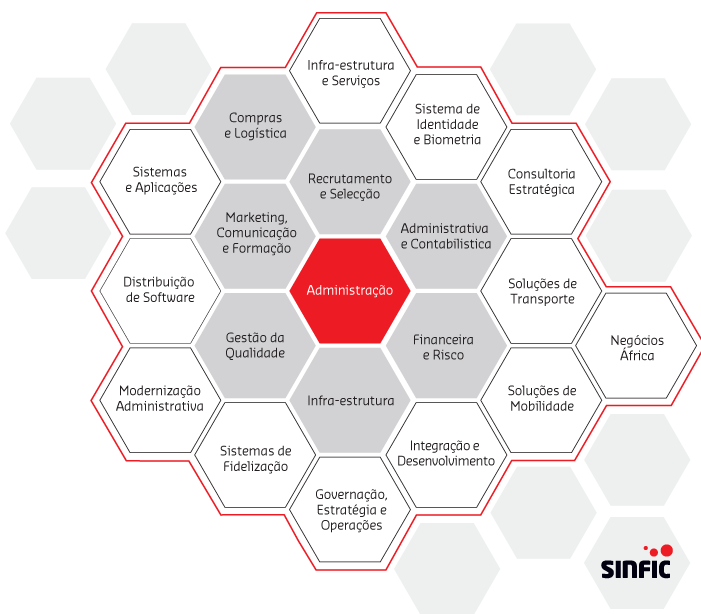 Infra-estrutura
e Serviços
Compras
e Logística
Sistema de
Identidade
e Biometria
Sistemas
e Aplicações
Recrutamento
e Selecção
Consultoria
Estratégica
Marketing,
Comunicação
e Formação
Administrativa
e Contabilística
Distribuição
de Software
Administração
Soluções de
Transporte
Gestão da
Qualidade
Financeira
e Risco
Negócios
África
Modernização
Administrativa
Infra-estrutura
Soluções de
Mobilidade
Sistemas de
Fidelização
Integração e
Desenvolvimento
Governação,
Estratégia e
Operações
SINFIC